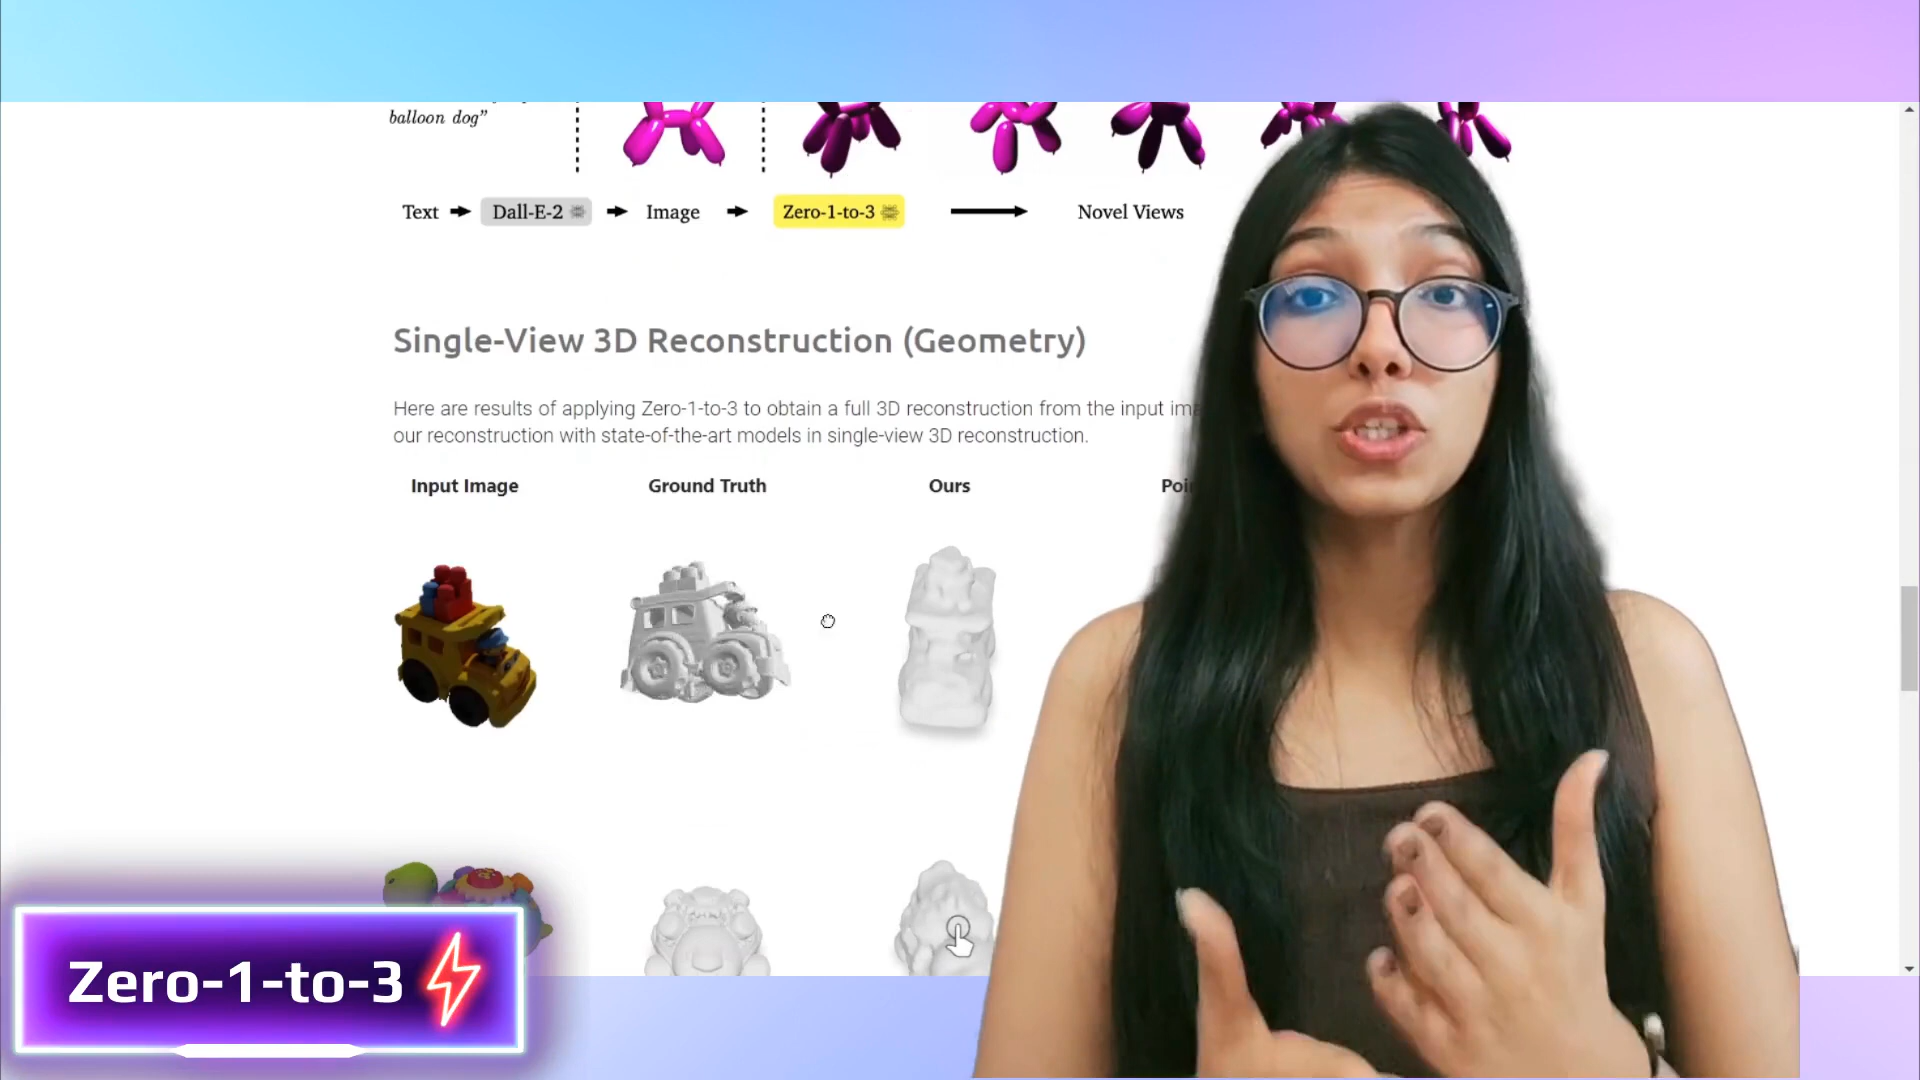 balloon dog”
Text Dall-E-2 Image Zero-1-to-3 Novel Views
Single-View 3D Reconstruction (Geometry)
Here are results of applying Zero-1-to-3 to obtain a full 3D reconstruction from the input
our reconstruction with state-of-the-art models in single-view 3D reconstruction.
Input Image Ground Truth Ours
Zero-1-to-3